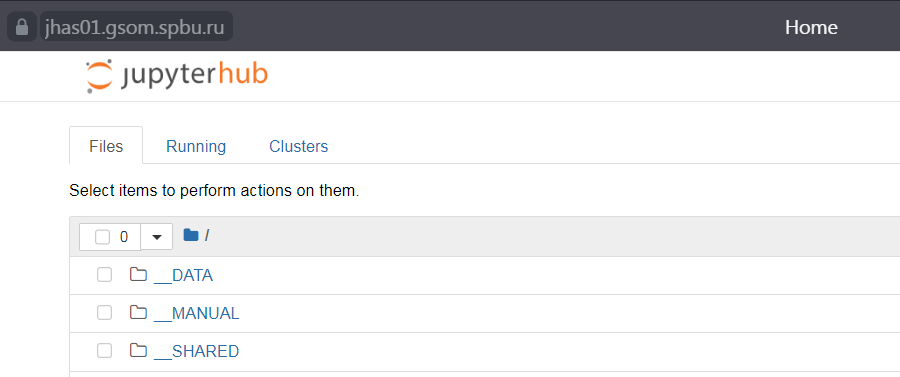 jhas01.gsom.spbu.ru Home
jupyterhub
Files Running Clusters
Select items to perform actions on them.
0 /
__DATA
__MANUAL
__SHARED